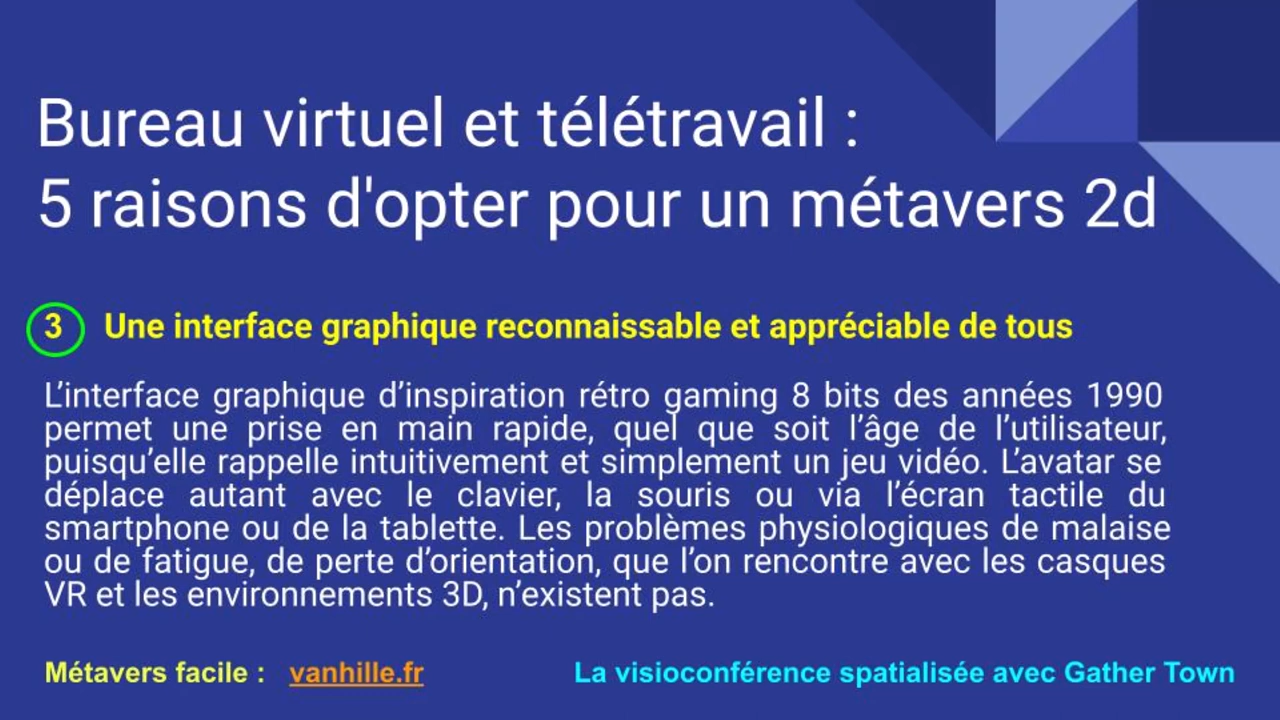 Bureau virtuel et télétravail :
5 raisons d'opter pour un métavers 2d
3 Une interface graphique reconnaissable et appréciable de tous
L’interface graphique d’inspiration rétro gaming 8 bits des années 1990
permet une prise en main rapide, quel que soit l’âge de l’utilisateur,
puisqu’elle rappelle intuitivement et simplement un jeu vidéo. L’avatar se
déplace autant avec le clavier, la souris ou via l’écran tactile du
smartphone ou de la tablette. Les problèmes physiologiques de malaise
ou de fatigue, de perte d’orientation, que l’on rencontre avec les casques
VR et les environnements 3D, n’existent pas.
Métavers facile : vanhille.fr La visioconférence spatialisée avec Gather Town